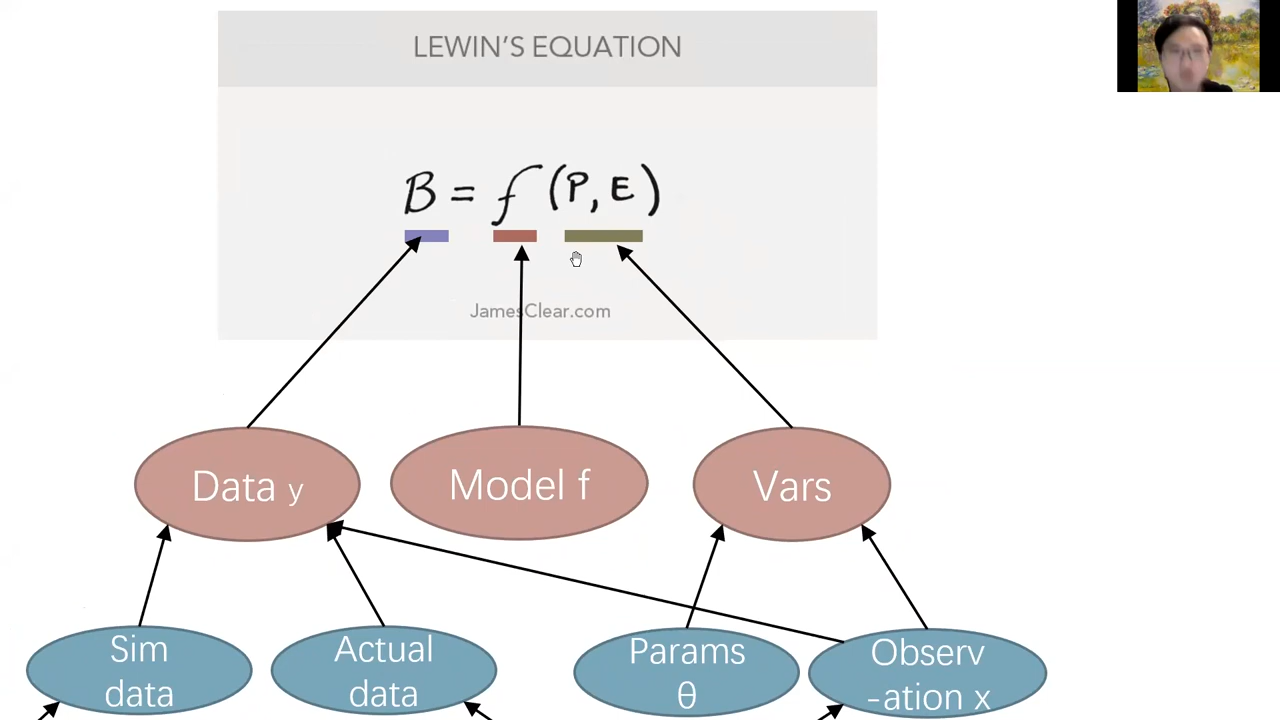 LEWIN'S EQUATION
B = f (P, E)
JamesClear.com
Data y
Model f
Vars
Sim
data
Actual
data
Params
θ
Observ
-ation x